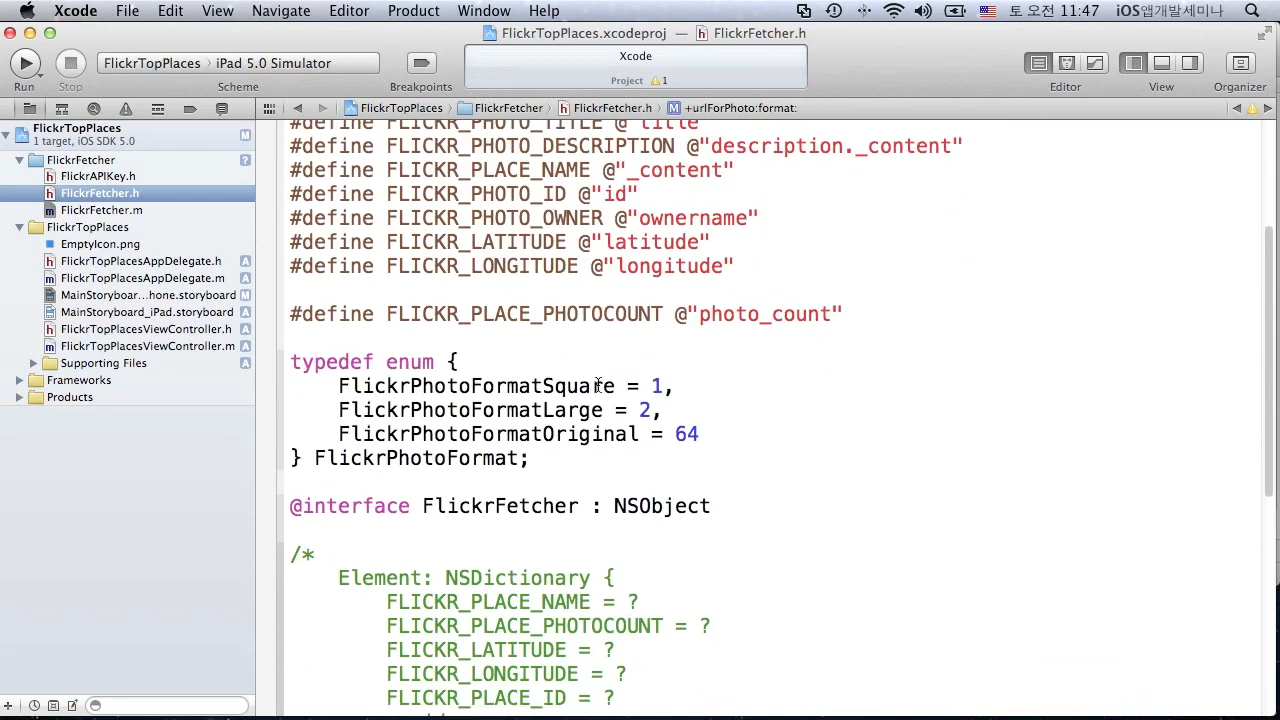 Xcode File Edit View Navigate Editor Product Window Help 토 오전 11:47 iOS앱개발세미나
FlickrTopPlaces.xcodeproj — FlickrFetcher.h
FlickrTopPlaces iPad 5.0 Simulator
Xcode
Project 1
Run Stop Scheme Breakpoints Editor View Organizer
FlickrTopPlaces FlickrFetcher FlickrFetcher.h +urlForPhoto:format:
FlickrTopPlaces M
1 target, iOS SDK 5.0
FlickrFetcher ?
FlickrAPIKey.h
FlickrFetcher.h
FlickrFetcher.m
FlickrTopPlaces
EmptyIcon.png
FlickrTopPlacesAppDelegate.h A
FlickrTopPlacesAppDelegate.m A
MainStoryboar...hone.storyboard M
MainStoryboard_iPad.storyboard A
FlickrTopPlacesViewController.h A
FlickrTopPlacesViewController.m A
Supporting Files A
Frameworks
Products
#define FLICKR_PHOTO_TITLE @"title"
#define FLICKR_PHOTO_DESCRIPTION @"description._content"
#define FLICKR_PLACE_NAME @"_content"
#define FLICKR_PHOTO_ID @"id"
#define FLICKR_PHOTO_OWNER @"ownername"
#define FLICKR_LATITUDE @"latitude"
#define FLICKR_LONGITUDE @"longitude"
#define FLICKR_PLACE_PHOTOCOUNT @"photo_count"
typedef enum {
FlickrPhotoFormatSquare = 1,
FlickrPhotoFormatLarge = 2,
FlickrPhotoFormatOriginal = 64
} FlickrPhotoFormat;
@interface FlickrFetcher : NSObject
/*
Element: NSDictionary {
FLICKR_PLACE_NAME = ?
FLICKR_PLACE_PHOTOCOUNT = ?
FLICKR_LATITUDE = ?
FLICKR_LONGITUDE = ?
FLICKR_PLACE_ID = ?